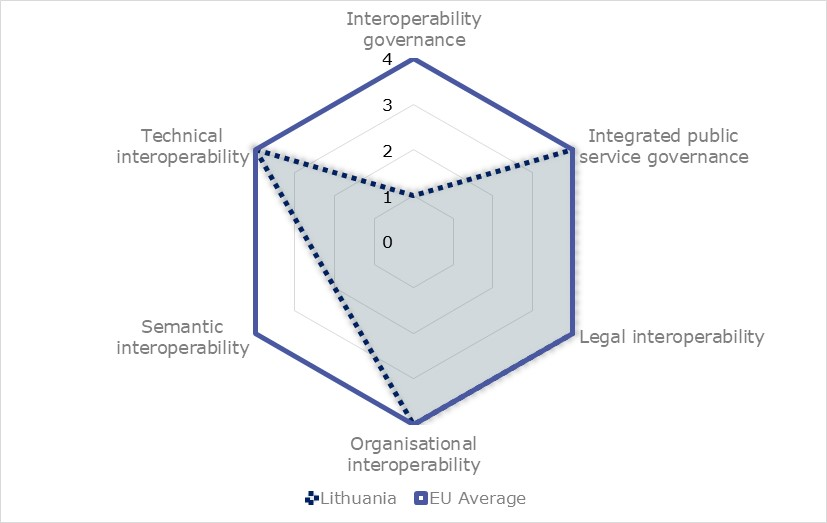 Interoperability
governance
4
3
Technical
interoperability
2
Integrated public
service governance
1
0
Semantic
interoperability
Legal interoperability
Organisational
interoperability
Lithuania
EU Average